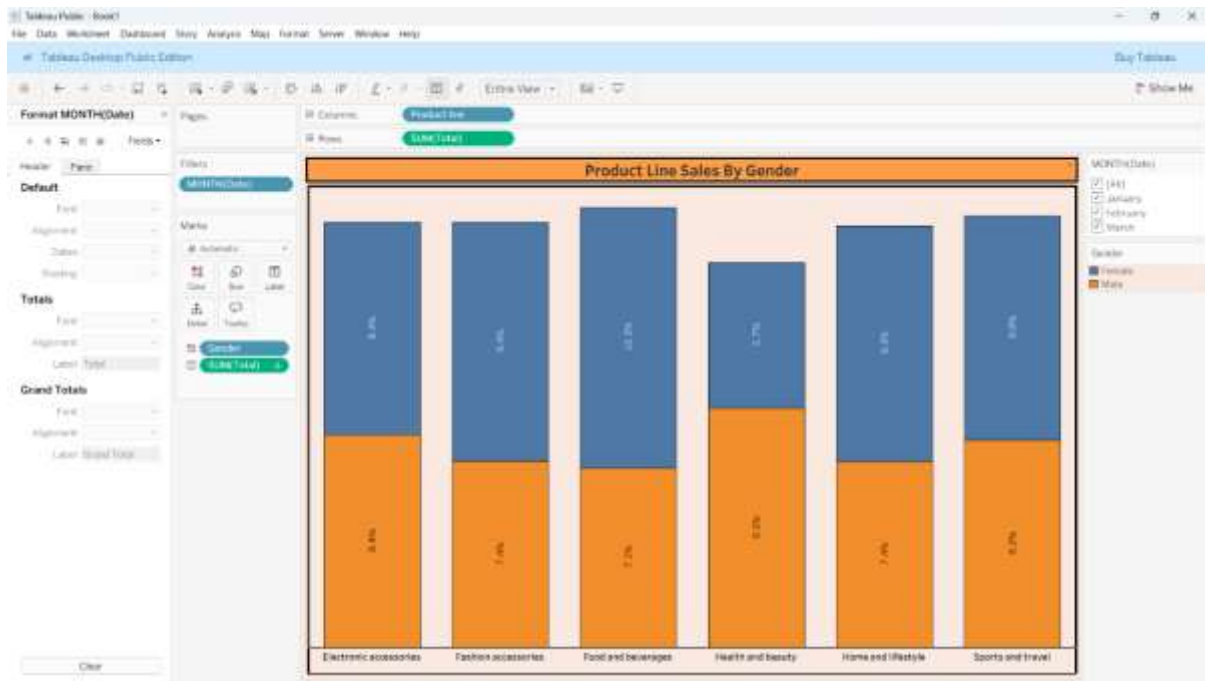 Tableau Public - Book1
File Data Worksheet Dashboard Story Analysis Map Format Server Window Help
Tableau Desktop Public Edition
Buy Tableau
Entire View
Show Me
Format MONTH(Date)
Fields
Header Pane
Default
Font
Alignment
Dates
Shading
Totals
Font
Alignment
Label Total
Grand Totals
Font
Alignment
Label Grand Total
Clear
Pages
Filters
MONTH(Date)
Marks
Automatic
Color Size Label
Detail Tooltip
Gender
SUM(Total)
Columns Product line
Rows SUM(Total)
Product Line Sales By Gender
7.4%
7.4%
Electronic accessories
Fashion accessories
Food and beverages
Health and beauty
Home and lifestyle
Sports and travel
MONTH(Date)
(All)
January
February
March
Gender
Female
Male